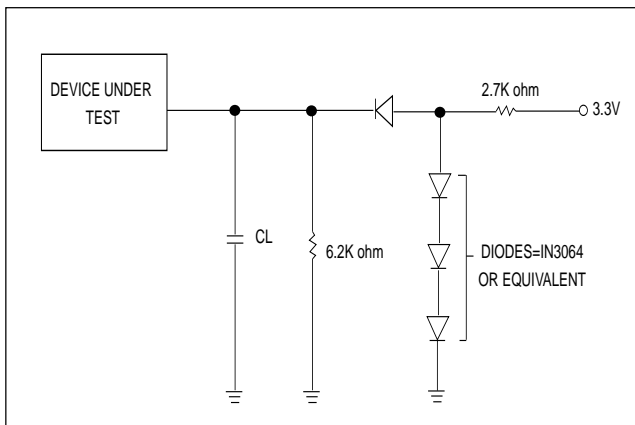 DEVICE UNDER
TEST
2.7K ohm
3.3V
CL
6.2K ohm
DIODES=IN3064
OR EQUIVALENT